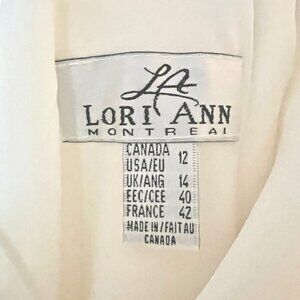 LA
LORI ANN
MONTREAL
CANADA 12
USA/EU
UK/ANG 14
EEC/CEE 40
FRANCE 42
MADE IN/FAIT AU
CANADA